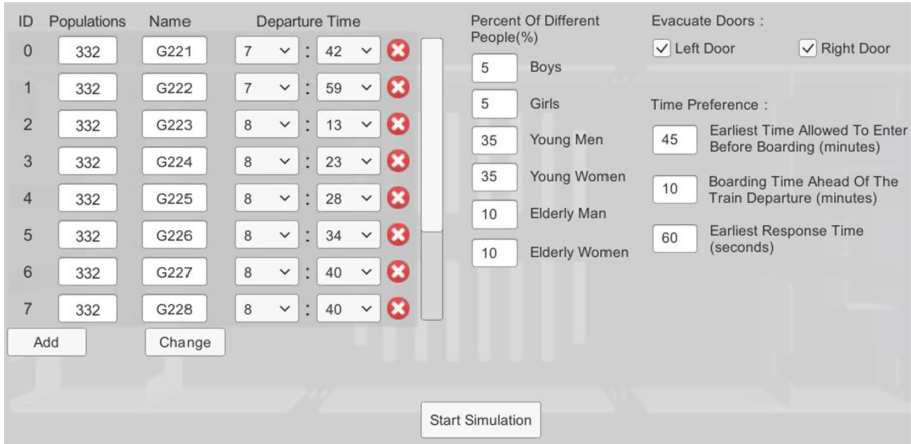 ID Populations Name Departure Time
0 332 G221 7 : 42
1 332 G222 7 : 59
2 332 G223 8 : 13
3 332 G224 8 : 23
4 332 G225 8 : 28
5 332 G226 8 : 34
6 332 G227 8 : 40
7 332 G228 8 : 40
Add Change
Percent Of Different
People(%)
5 Boys
5 Girls
35 Young Men
35 Young Women
10 Elderly Man
10 Elderly Women
Evacuate Doors :
Left Door Right Door
Time Preference :
45 Earliest Time Allowed To Enter
Before Boarding (minutes)
10 Boarding Time Ahead Of The
Train Departure (minutes)
60 Earliest Response Time
(seconds)
Start Simulation